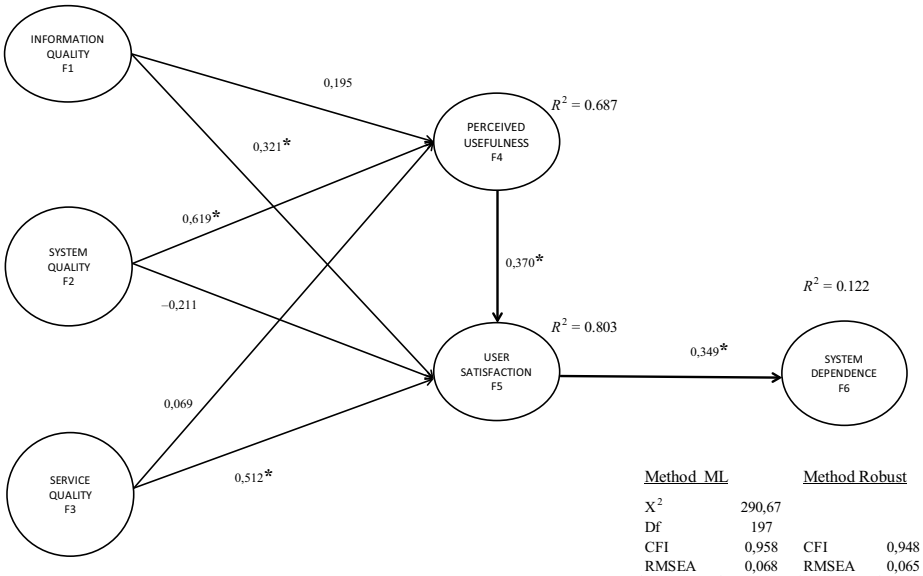 INFORMATION
QUALITY
F1
0,195
R² = 0.687
PERCEIVED
USEFULNESS
F4
0,321*
0,619*
SYSTEM
QUALITY
F2
0,370*
–0,211
R² = 0.122
R² = 0.803
USER
SATISFACTION
F5
0,349*
SYSTEM
DEPENDENCE
F6
0,069
0,512*
SERVICE
QUALITY
F3
Method ML Method Robust
X² 290,67
Df 197
CFI 0,958 CFI 0,948
RMSEA 0,068 RMSEA 0,065